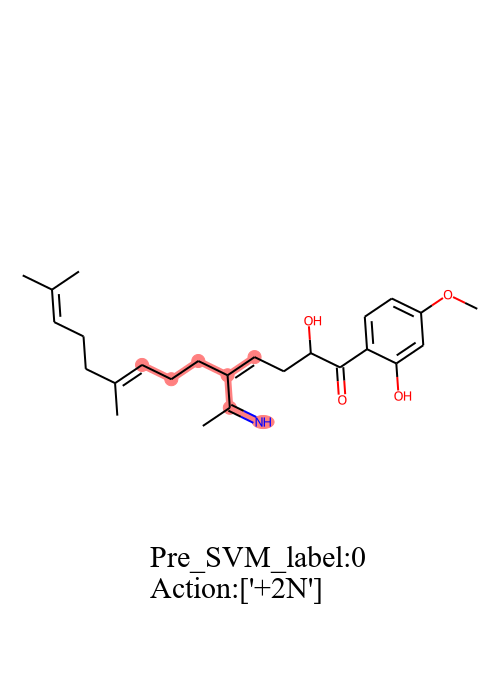 OH
O
O
OH
NH
Pre_SVM_label:0
Action:['+2N']